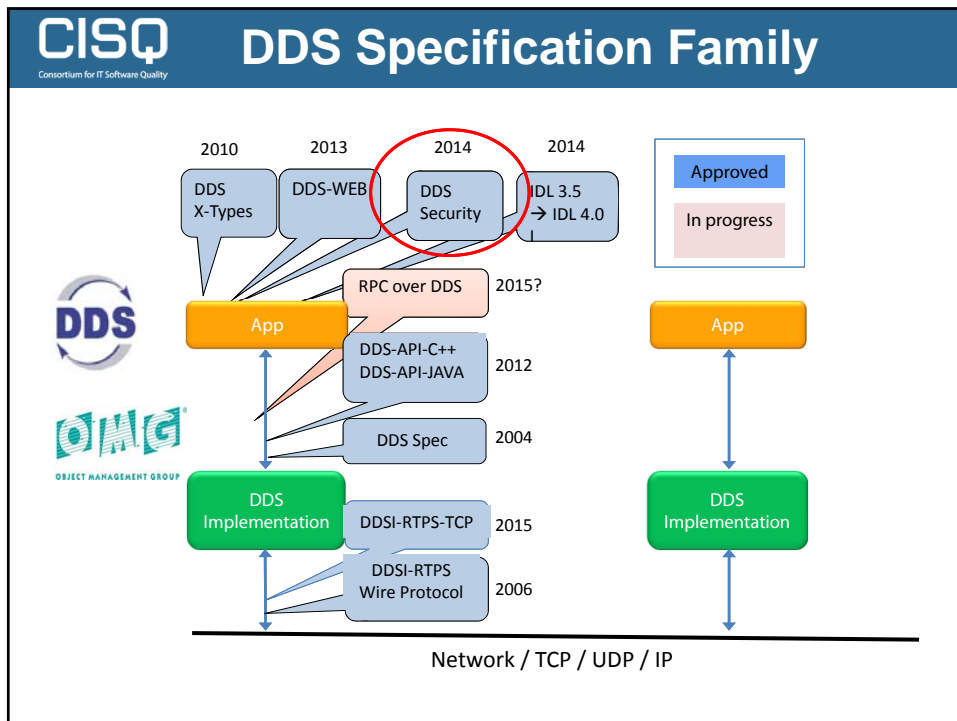 CISQ
Consortium for IT Software Quality
DDS Specification Family
2010
2013
2014
2014
DDS
X-Types
DDS-WEB
DDS
Security
IDL 3.5
→ IDL 4.0
Approved
In progress
RPC over DDS
2015?
DDS
App
App
DDS-API-C++
DDS-API-JAVA
2012
OMG
OBJECT MANAGEMENT GROUP
DDS Spec
2004
DDS
Implementation
DDS
Implementation
DDSI-RTPS-TCP
2015
DDSI-RTPS
Wire Protocol
2006
Network / TCP / UDP / IP